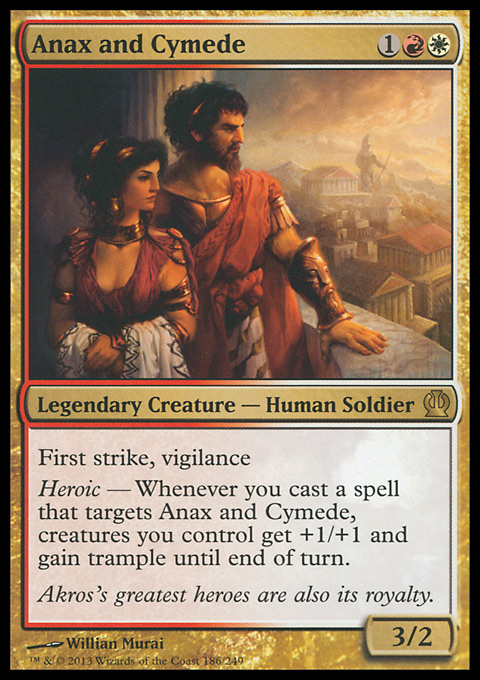 Anax and Cymede 1
Legendary Creature — Human Soldier
First strike, vigilance
Heroic — Whenever you cast a spell
that targets Anax and Cymede,
creatures you control get +1/+1 and
gain trample until end of turn.
Akros's greatest heroes are also its royalty.
Willian Murai
3/2
™ & © 2013 Wizards of the Coast 186/249